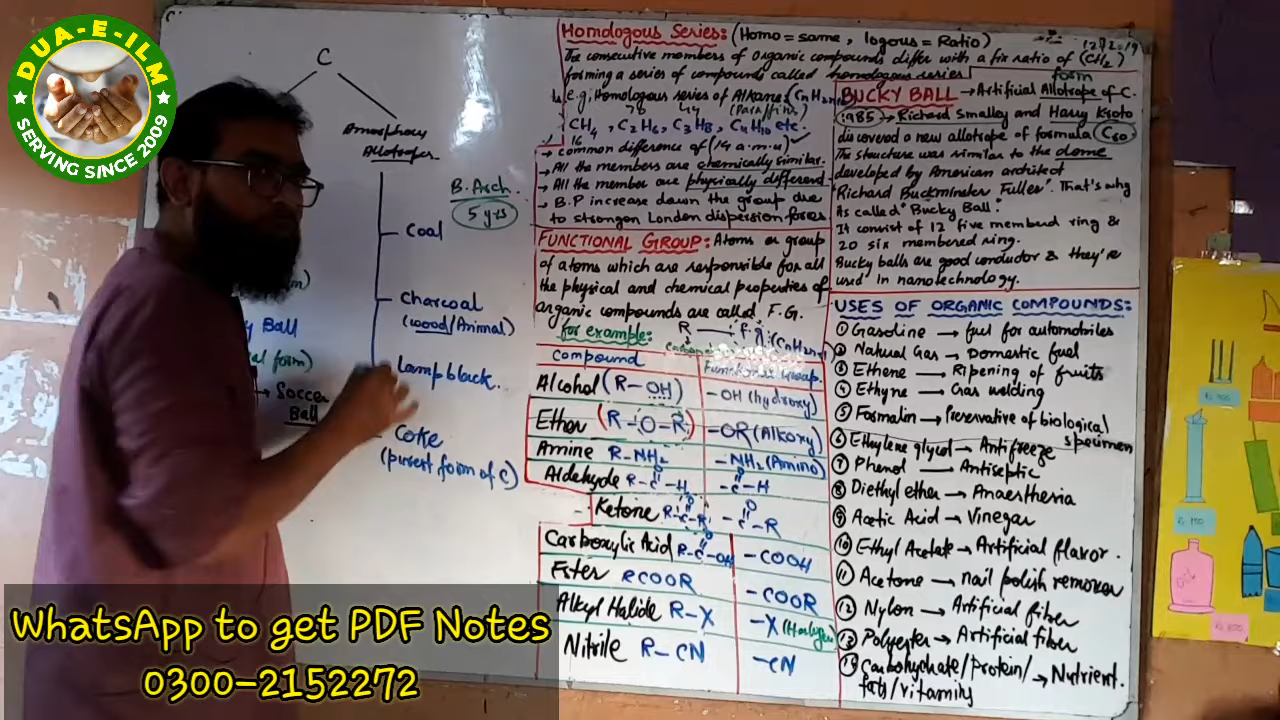 DUA-E-ILM
SERVING SINCE 2009
C
Amorphous
Allotropes
B. Arch.
5 yrs
Coal
Charcoal
(wood/Animal)
Lamp black.
Coke
(purest form of C)
Ball
form)
→ Soccer
Ball
Homologous Series: (Homo = same, logous = Ratio)
The consecutive members of organic compounds differ with a fix ratio of (CH2)
forming a series of compound called homologous series
e.g; Homologous series of Alkane (CnH2n+2)
(Paraffins)
CH4, C2H6, C3H8, C4H10 etc.
16
→ Common difference of (14 a.m.u)
→ All the members are chemically similar.
→ All the member are physically different
→ B.P increase down the group due
to stronger London dispersion forces
FUNCTIONAL GROUP: Atoms or group
of atoms which are responsible for all
the physical and chemical properties of
organic compounds are called F.G.
for example: R — F.g.
Compound Functional Group.
Alcohol (R-OH) -OH (hydroxy)
Ether (R-O-R) -OR (Alkoxy)
Amine R-NH2 -NH2 (Amino)
O O
Aldehyde R-C-H -C-H
O O
Ketone R-C-R -C-R
O
Carboxylic Acid R-C-OH -COOH
Ester RCOOR -COOR
Alkyl Halide R-X -X (Halogen)
Nitrile R-CN -CN
form
BUCKY BALL → Artificial Allotrope of C.
1985 → Richard Smalley and Harry Kroto
discovered a new allotrope of formula (C60)
The structure was similar to the dome
developed by American architect
"Richard Buckminster Fuller". That's why
As called "Bucky Ball".
It consist of 12 five memberd ring &
20 six membered ring.
Bucky balls are good conductor & they're
used in nanotechnology.
USES OF ORGANIC COMPOUNDS:
① Gasoline → fuel for automotriles
② Natural Gas → Domestic fuel
③ Ethene → Ripening of fruits
④ Ethyne → Gas welding
⑤ Formalin → Preservative of biological
specimen
⑥ Ethylene glycol → Antifreeze
⑦ Phenol → Antiseptic
⑧ Diethyl ether → Anaesthesia
⑨ Acetic Acid → Vinegar
⑩ Ethyl Acetate → Artificial flavor.
⑪ Acetone → nail polish remover
⑫ Nylon → Artificial fiber
⑬ Polyester → Artificial fiber
Carbohydrate/protein/ → Nutrient.
fats/vitamins
WhatsApp to get PDF Notes
0300-2152272